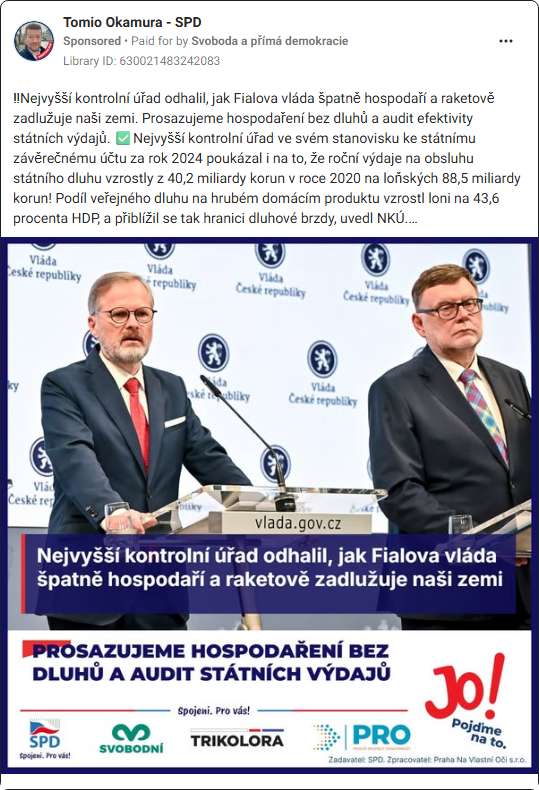 Tomio Okamura - SPD
Sponsored • Paid for by Svoboda a přímá demokracie
Library ID: 630021483242083
‼Nejvyšší kontrolní úřad odhalil, jak Fialova vláda špatně hospodaří a raketově
zadlužuje naši zemi. Prosazujeme hospodaření bez dluhů a audit efektivity
státních výdajů. ✅ Nejvyšší kontrolní úřad ve svém stanovisku ke státnímu
závěrečnému účtu za rok 2024 poukázal i na to, že roční výdaje na obsluhu
státního dluhu vzrostly z 40,2 miliardy korun v roce 2020 na loňských 88,5 miliardy
korun! Podíl veřejného dluhu na hrubém domácím produktu vzrostl loni na 43,6
procenta HDP, a přiblížil se tak hranici dluhové brzdy, uvedl NKÚ....
Vláda
České republiky
Vláda
České republiky
Vláda
České republiky
Vláda
České republiky
Vláda
České republiky
vlada.gov.cz
Nejvyšší kontrolní úřad odhalil, jak Fialova vláda
špatně hospodaří a raketově zadlužuje naši zemi
PROSAZUJEME HOSPODAŘENÍ BEZ
DLUHŮ A AUDIT STÁTNÍCH VÝDAJŮ
Jo!
Pojďme
na to.
Spojeni. Pro vás!
SPD
Spojeni. Pro vás!
SVOBODNÍ
TRIKOLORA
PRO
Zadavatel: SPD. Zpracovatel: Praha Na Vlastní Oči s.r.o.